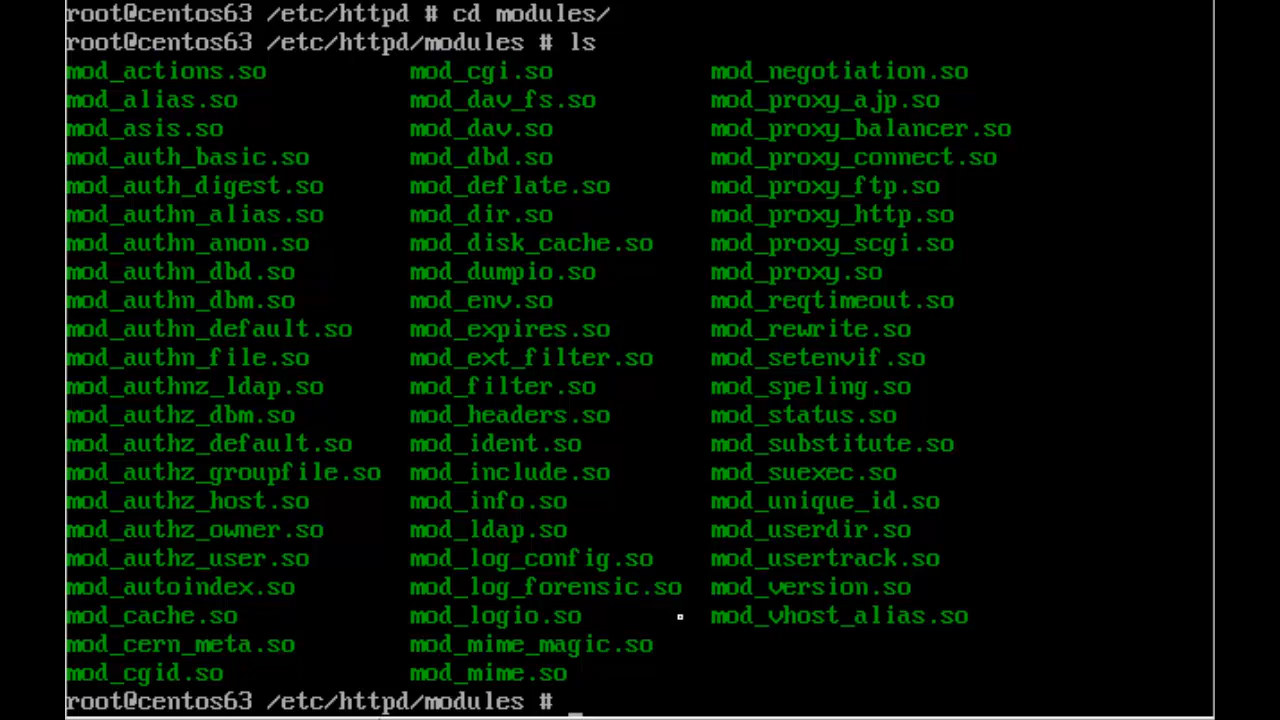 root@centos63 /etc/httpd # cd modules/
root@centos63 /etc/httpd/modules # ls
mod_actions.so mod_cgi.so mod_negotiation.so
mod_alias.so mod_dav_fs.so mod_proxy_ajp.so
mod_asis.so mod_dav.so mod_proxy_balancer.so
mod_auth_basic.so mod_dbd.so mod_proxy_connect.so
mod_auth_digest.so mod_deflate.so mod_proxy_ftp.so
mod_authn_alias.so mod_dir.so mod_proxy_http.so
mod_authn_anon.so mod_disk_cache.so mod_proxy_scgi.so
mod_authn_dbd.so mod_dumpio.so mod_proxy.so
mod_authn_dbm.so mod_env.so mod_reqtimeout.so
mod_authn_default.so mod_expires.so mod_rewrite.so
mod_authn_file.so mod_ext_filter.so mod_setenvif.so
mod_authnz_ldap.so mod_filter.so mod_speling.so
mod_authz_dbm.so mod_headers.so mod_status.so
mod_authz_default.so mod_ident.so mod_substitute.so
mod_authz_groupfile.so mod_include.so mod_suexec.so
mod_authz_host.so mod_info.so mod_unique_id.so
mod_authz_owner.so mod_ldap.so mod_userdir.so
mod_authz_user.so mod_log_config.so mod_usertrack.so
mod_autoindex.so mod_log_forensic.so mod_version.so
mod_cache.so mod_logio.so mod_vhost_alias.so
mod_cern_meta.so mod_mime_magic.so
mod_cgid.so mod_mime.so
root@centos63 /etc/httpd/modules # _